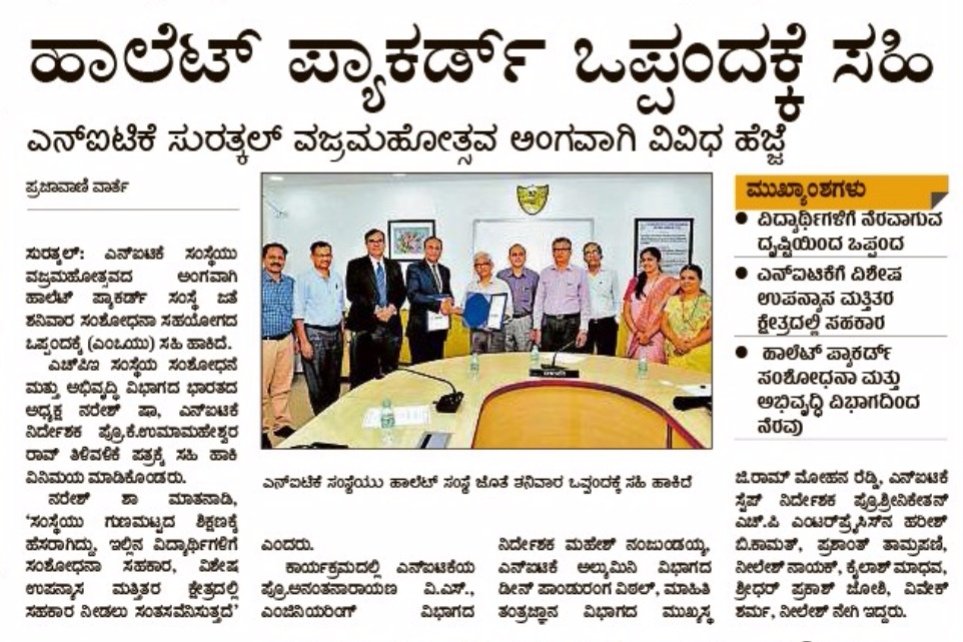 ಹಾಲೆಟ್ ಪ್ಯಾಕರ್ಡ್ ಒಪ್ಪಂದಕ್ಕೆ ಸಹಿ
ಎನ್‌ಐಟಿಕೆ ಸುರತ್ಕಲ್ ವಜ್ರಮಹೋತ್ಸವ ಅಂಗವಾಗಿ ವಿವಿಧ ಹೆಜ್ಜೆ
ಪ್ರಜಾವಾಣಿ ವಾರ್ತೆ
ಸುರತ್ಕಲ್: ಎನ್‌ಐಟಿಕೆ ಸಂಸ್ಥೆಯು
ವಜ್ರಮಹೋತ್ಸವದ ಅಂಗವಾಗಿ
ಹಾಲೆಟ್ ಪ್ಯಾಕರ್ಡ್ ಸಂಸ್ಥೆ ಜತೆ
ಶನಿವಾರ ಸಂಶೋಧನಾ ಸಹಯೋಗದ
ಒಪ್ಪಂದಕ್ಕೆ (ಎಂಒಯು) ಸಹಿ ಹಾಕಿದೆ.
ಎಚ್‌ಪಿಇ ಸಂಸ್ಥೆಯ ಸಂಶೋಧನೆ
ಮತ್ತು ಅಭಿವೃದ್ಧಿ ವಿಭಾಗದ ಭಾರತದ
ಅಧ್ಯಕ್ಷ ನರೇಶ್ ಷಾ, ಎನ್‌ಐಟಿಕೆ
ನಿರ್ದೇಶಕ ಪ್ರೊ.ಕೆ.ಉಮಾಮಹೇಶ್ವರ
ರಾವ್ ತಿಳಿವಳಿಕೆ ಪತ್ರಕ್ಕೆ ಸಹಿ ಹಾಕಿ
ವಿನಿಮಯ ಮಾಡಿಕೊಂಡರು.
ನರೇಶ್ ಶಾ ಮಾತನಾಡಿ,
‘ಸಂಸ್ಥೆಯು ಗುಣಮಟ್ಟದ ಶಿಕ್ಷಣಕ್ಕೆ
ಹೆಸರಾಗಿದ್ದು, ಇಲ್ಲಿನ ವಿದ್ಯಾರ್ಥಿಗಳಿಗೆ
ಸಂಶೋಧನಾ ಸಹಕಾರ, ವಿಶೇಷ
ಉಪನ್ಯಾಸ ಮತ್ತಿತರ ಕ್ಷೇತ್ರದಲ್ಲಿ
ಸಹಕಾರ ನೀಡಲು ಸಂತಸವೆನಿಸುತ್ತದೆ’
ಎನ್‌ಐಟಿಕೆ ಸಂಸ್ಥೆಯು ಹಾಲೆಟ್ ಸಂಸ್ಥೆ ಜೊತೆ ಶನಿವಾರ ಒಪ್ಪಂದಕ್ಕೆ ಸಹಿ ಹಾಕಿದೆ
ಎಂದರು.
ಕಾರ್ಯಕ್ರಮದಲ್ಲಿ ಎನ್‌ಐಟಿಕೆಯ
ಪ್ರೊ.ಅನಂತನಾರಾಯಣ ವಿ.ಎಸ್.,
ಎಂಜಿನಿಯರಿಂಗ್ ವಿಭಾಗದ
ನಿರ್ದೇಶಕ ಮಹೇಶ್ ನಂಜುಂಡಯ್ಯ,
ಎನ್‌ಐಟಿಕೆ ಅಲ್ಯುಮಿನಿ ವಿಭಾಗದ
ಡೀನ್ ಪಾಂಡುರಂಗ ವಿಠಲ್, ಮಾಹಿತಿ
ತಂತ್ರಜ್ಞಾನ ವಿಭಾಗದ ಮುಖ್ಯಸ್ಥ
ಮುಖ್ಯಾಂಶಗಳು
● ವಿದ್ಯಾರ್ಥಿಗಳಿಗೆ ನೆರವಾಗುವ
ದೃಷ್ಟಿಯಿಂದ ಒಪ್ಪಂದ
● ಎನ್‌ಐಟಿಕೆಗೆ ವಿಶೇಷ
ಉಪನ್ಯಾಸ ಮತ್ತಿತರ
ಕ್ಷೇತ್ರದಲ್ಲಿ ಸಹಕಾರ
● ಹಾಲೆಟ್ ಪ್ಯಾಕರ್ಡ್
ಸಂಶೋಧನಾ ಮತ್ತು
ಅಭಿವೃದ್ಧಿ ವಿಭಾಗದಿಂದ
ನೆರವು
ಜಿ.ರಾಮ್ ಮೋಹನ ರೆಡ್ಡಿ, ಎನ್‌ಐಟಿಕೆ
ಸ್ಟೆಪ್ ನಿರ್ದೇಶಕ ಪ್ರೊ.ಶ್ರೀನಿಕೇತನ್
ಎಚ್.ಪಿ ಎಂಟರ್‌ಪ್ರೈಸಿಸ್‌ನ ಹರೀಶ್
ಬಿ.ಕಾಮತ್, ಪ್ರಶಾಂತ್ ತಾಮ್ರಪಣಿ,
ನೀಲೇಶ್ ನಾಯಕ್, ಕೈಲಾಶ್ ಮಾಧವ,
ಶ್ರೀಧರ್ ಪ್ರಕಾಶ್ ಜೋಶಿ, ವಿವೇಕ್
ಶರ್ಮ, ನೀಲೇಶ್ ನೇಗಿ ಇದ್ದರು.